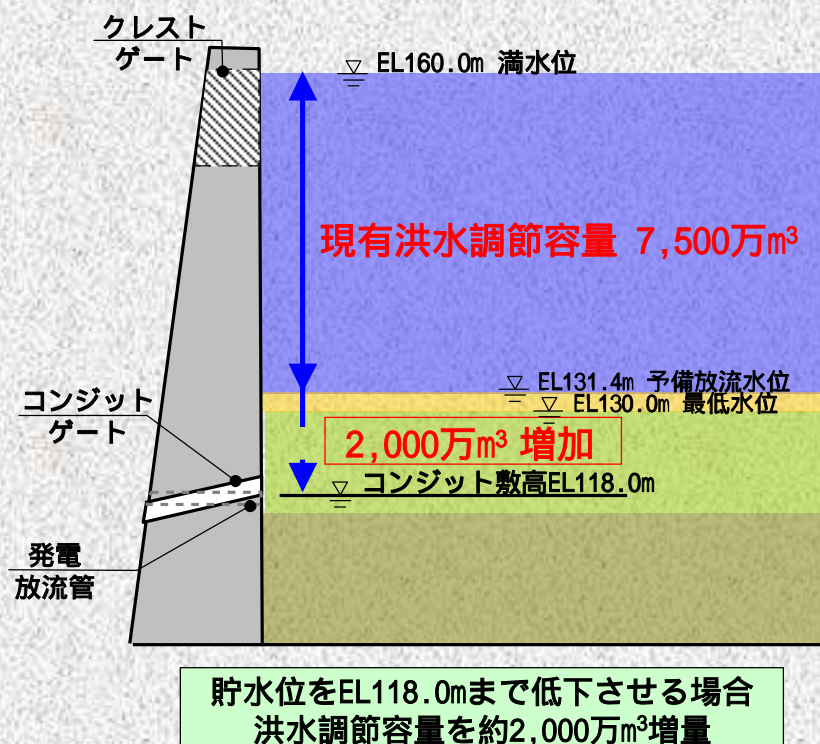 クレスト
ゲート
EL160.0m 満水位
現有洪水調節容量 7,500万m³
EL131.4m 予備放流水位
EL130.0m 最低水位
コンジット
ゲート
2,000万m³ 増加
コンジット敷高EL118.0m
発電
放流管
貯水位をEL118.0mまで低下させる場合
洪水調節容量を約2,000万m³増量